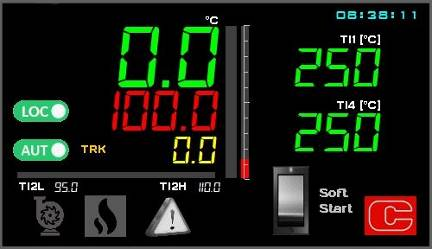 06:38:11
°C
0.0
100.0
LOC
AUT TRK 0.0
TI2L 95.0 TI2H 110.0
TI1 [°C]
250
TI4 [°C]
250
Soft
Start
C